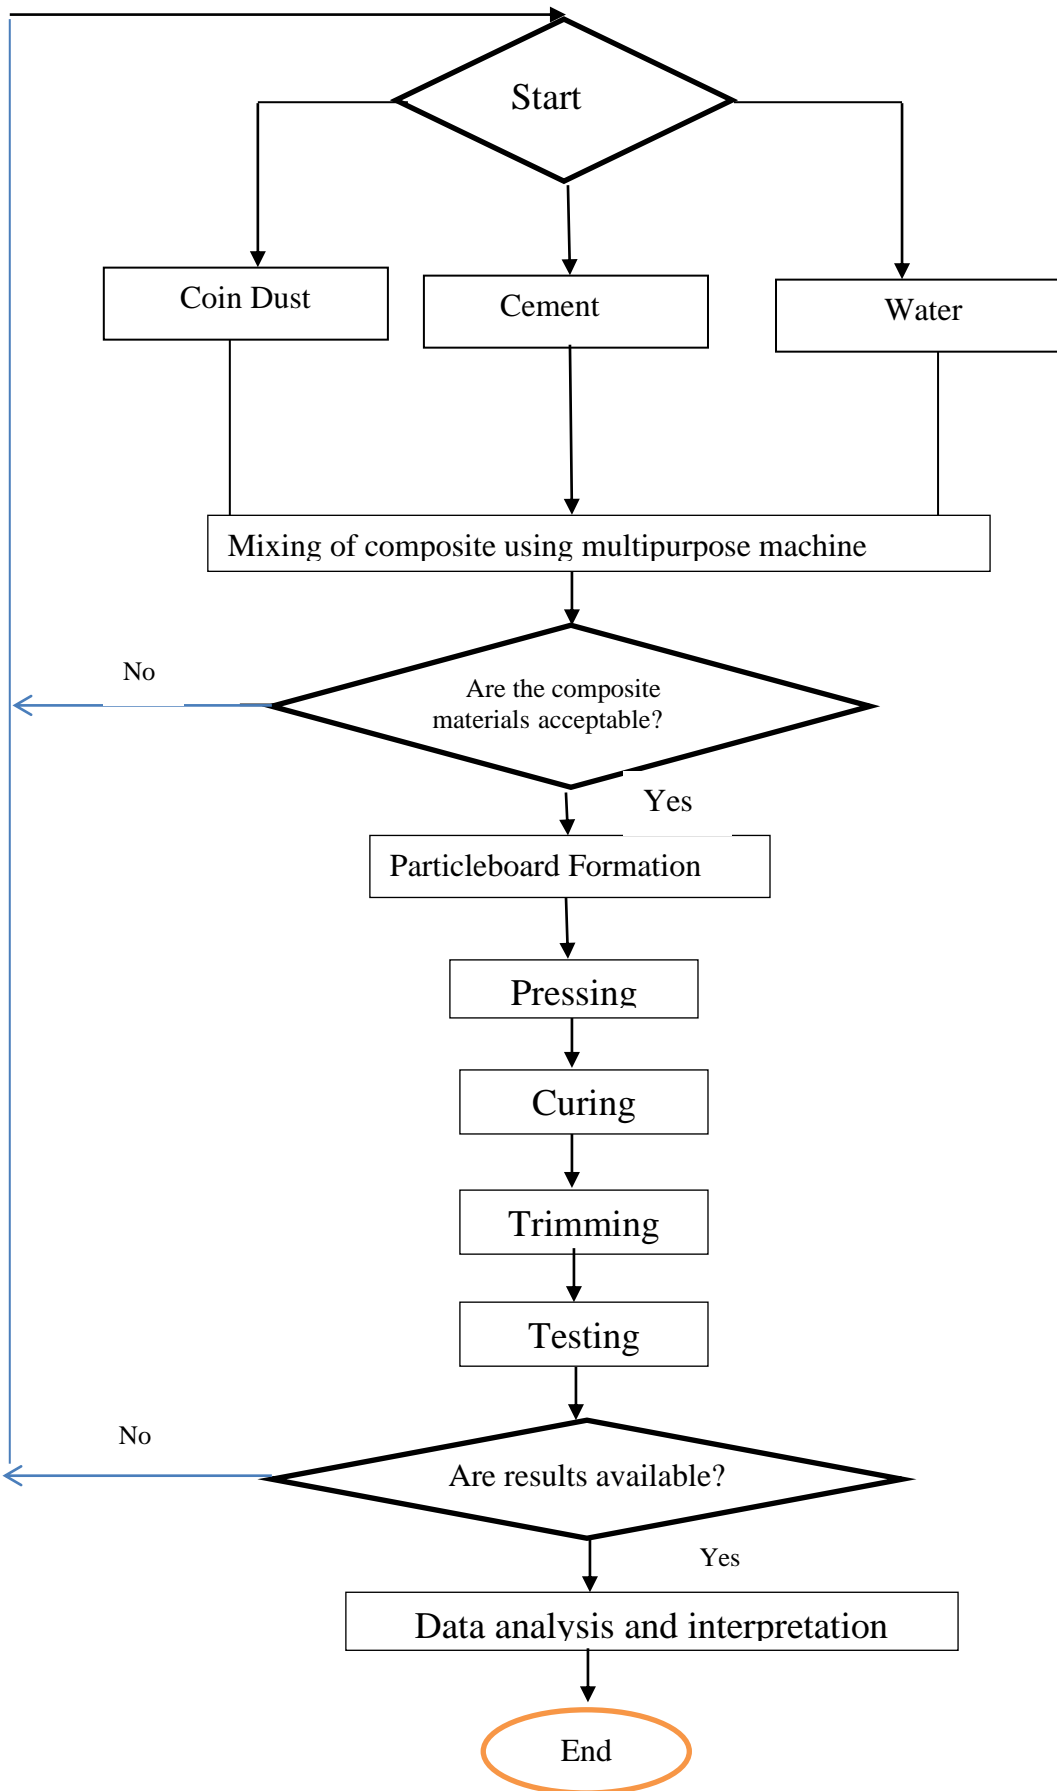 Start
Coin Dust
Cement
Water
Mixing of composite using multipurpose machine
No
Are the composite
materials acceptable?
Yes
Particleboard Formation
Pressing
Curing
Trimming
Testing
No
Are results available?
Yes
Data analysis and interpretation
End